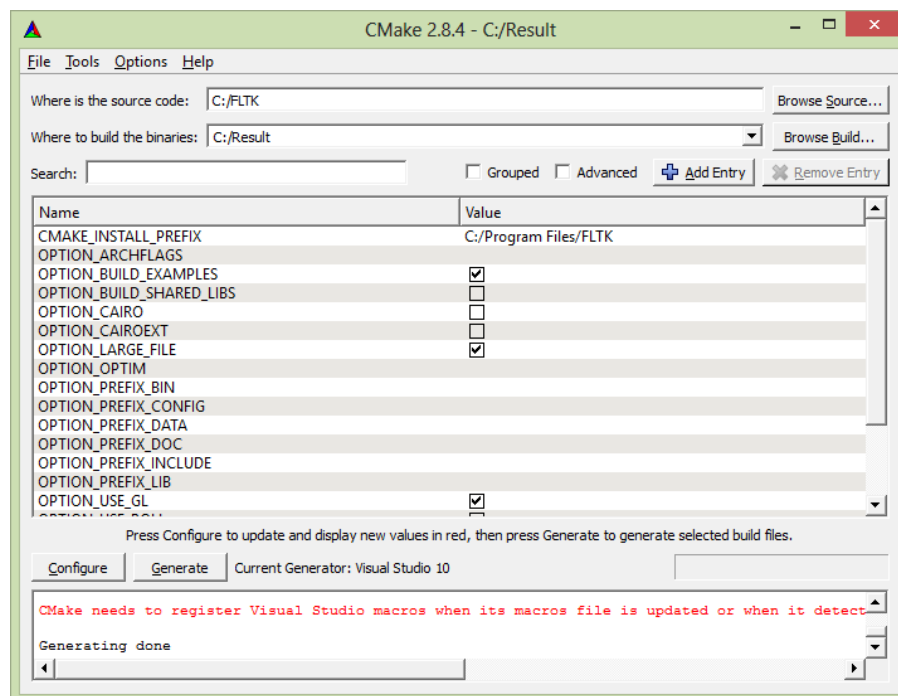 CMake 2.8.4 - C:/Result
File Tools Options Help
Where is the source code: C:/FLTK Browse Source...
Where to build the binaries: C:/Result Browse Build...
Search: Grouped Advanced Add Entry Remove Entry
Name Value
CMAKE_INSTALL_PREFIX C:/Program Files/FLTK
OPTION_ARCHFLAGS
OPTION_BUILD_EXAMPLES
OPTION_BUILD_SHARED_LIBS
OPTION_CAIRO
OPTION_CAIROEXT
OPTION_LARGE_FILE
OPTION_OPTIM
OPTION_PREFIX_BIN
OPTION_PREFIX_CONFIG
OPTION_PREFIX_DATA
OPTION_PREFIX_DOC
OPTION_PREFIX_INCLUDE
OPTION_PREFIX_LIB
OPTION_USE_GL
Press Configure to update and display new values in red, then press Generate to generate selected build files.
Configure Generate Current Generator: Visual Studio 10
CMake needs to register Visual Studio macros when its macros file is updated or when it detect
Generating done